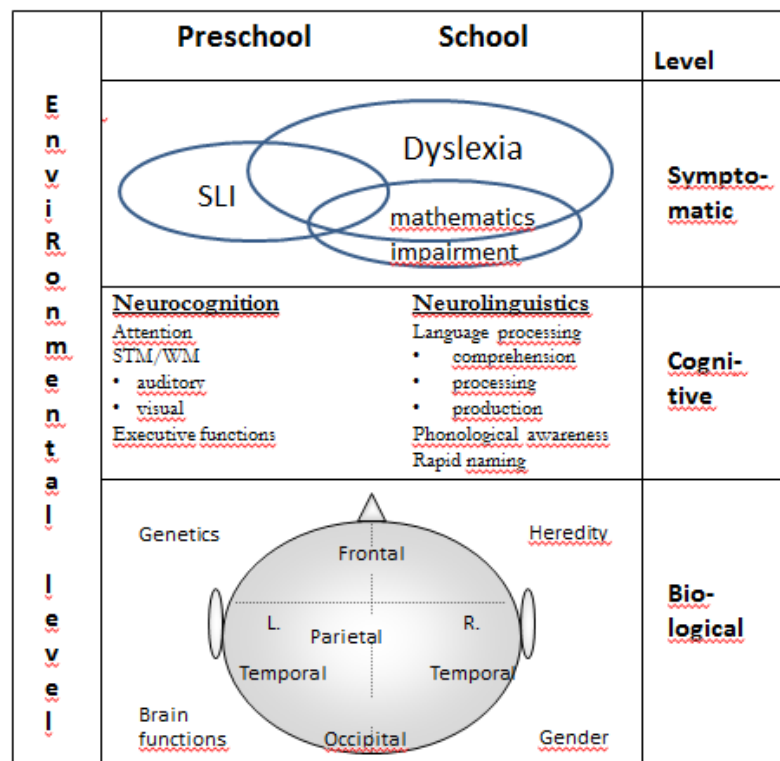 Preschool School
Level
E
n
v
i
R
o
n
m
e
n
t
a
l
l
e
v
e
l
SLI
Dyslexia
mathematics
impairment
Sympto-
matic
Neurocognition
Attention
STM/WM
• auditory
• visual
Executive functions
Neurolinguistics
Language processing
• comprehension
• processing
• production
Phonological awareness
Rapid naming
Cogni-
tive
Genetics
Heredity
Frontal
L.
R.
Parietal
Temporal
Temporal
Brain
functions
Occipital
Gender
Bio-
logical